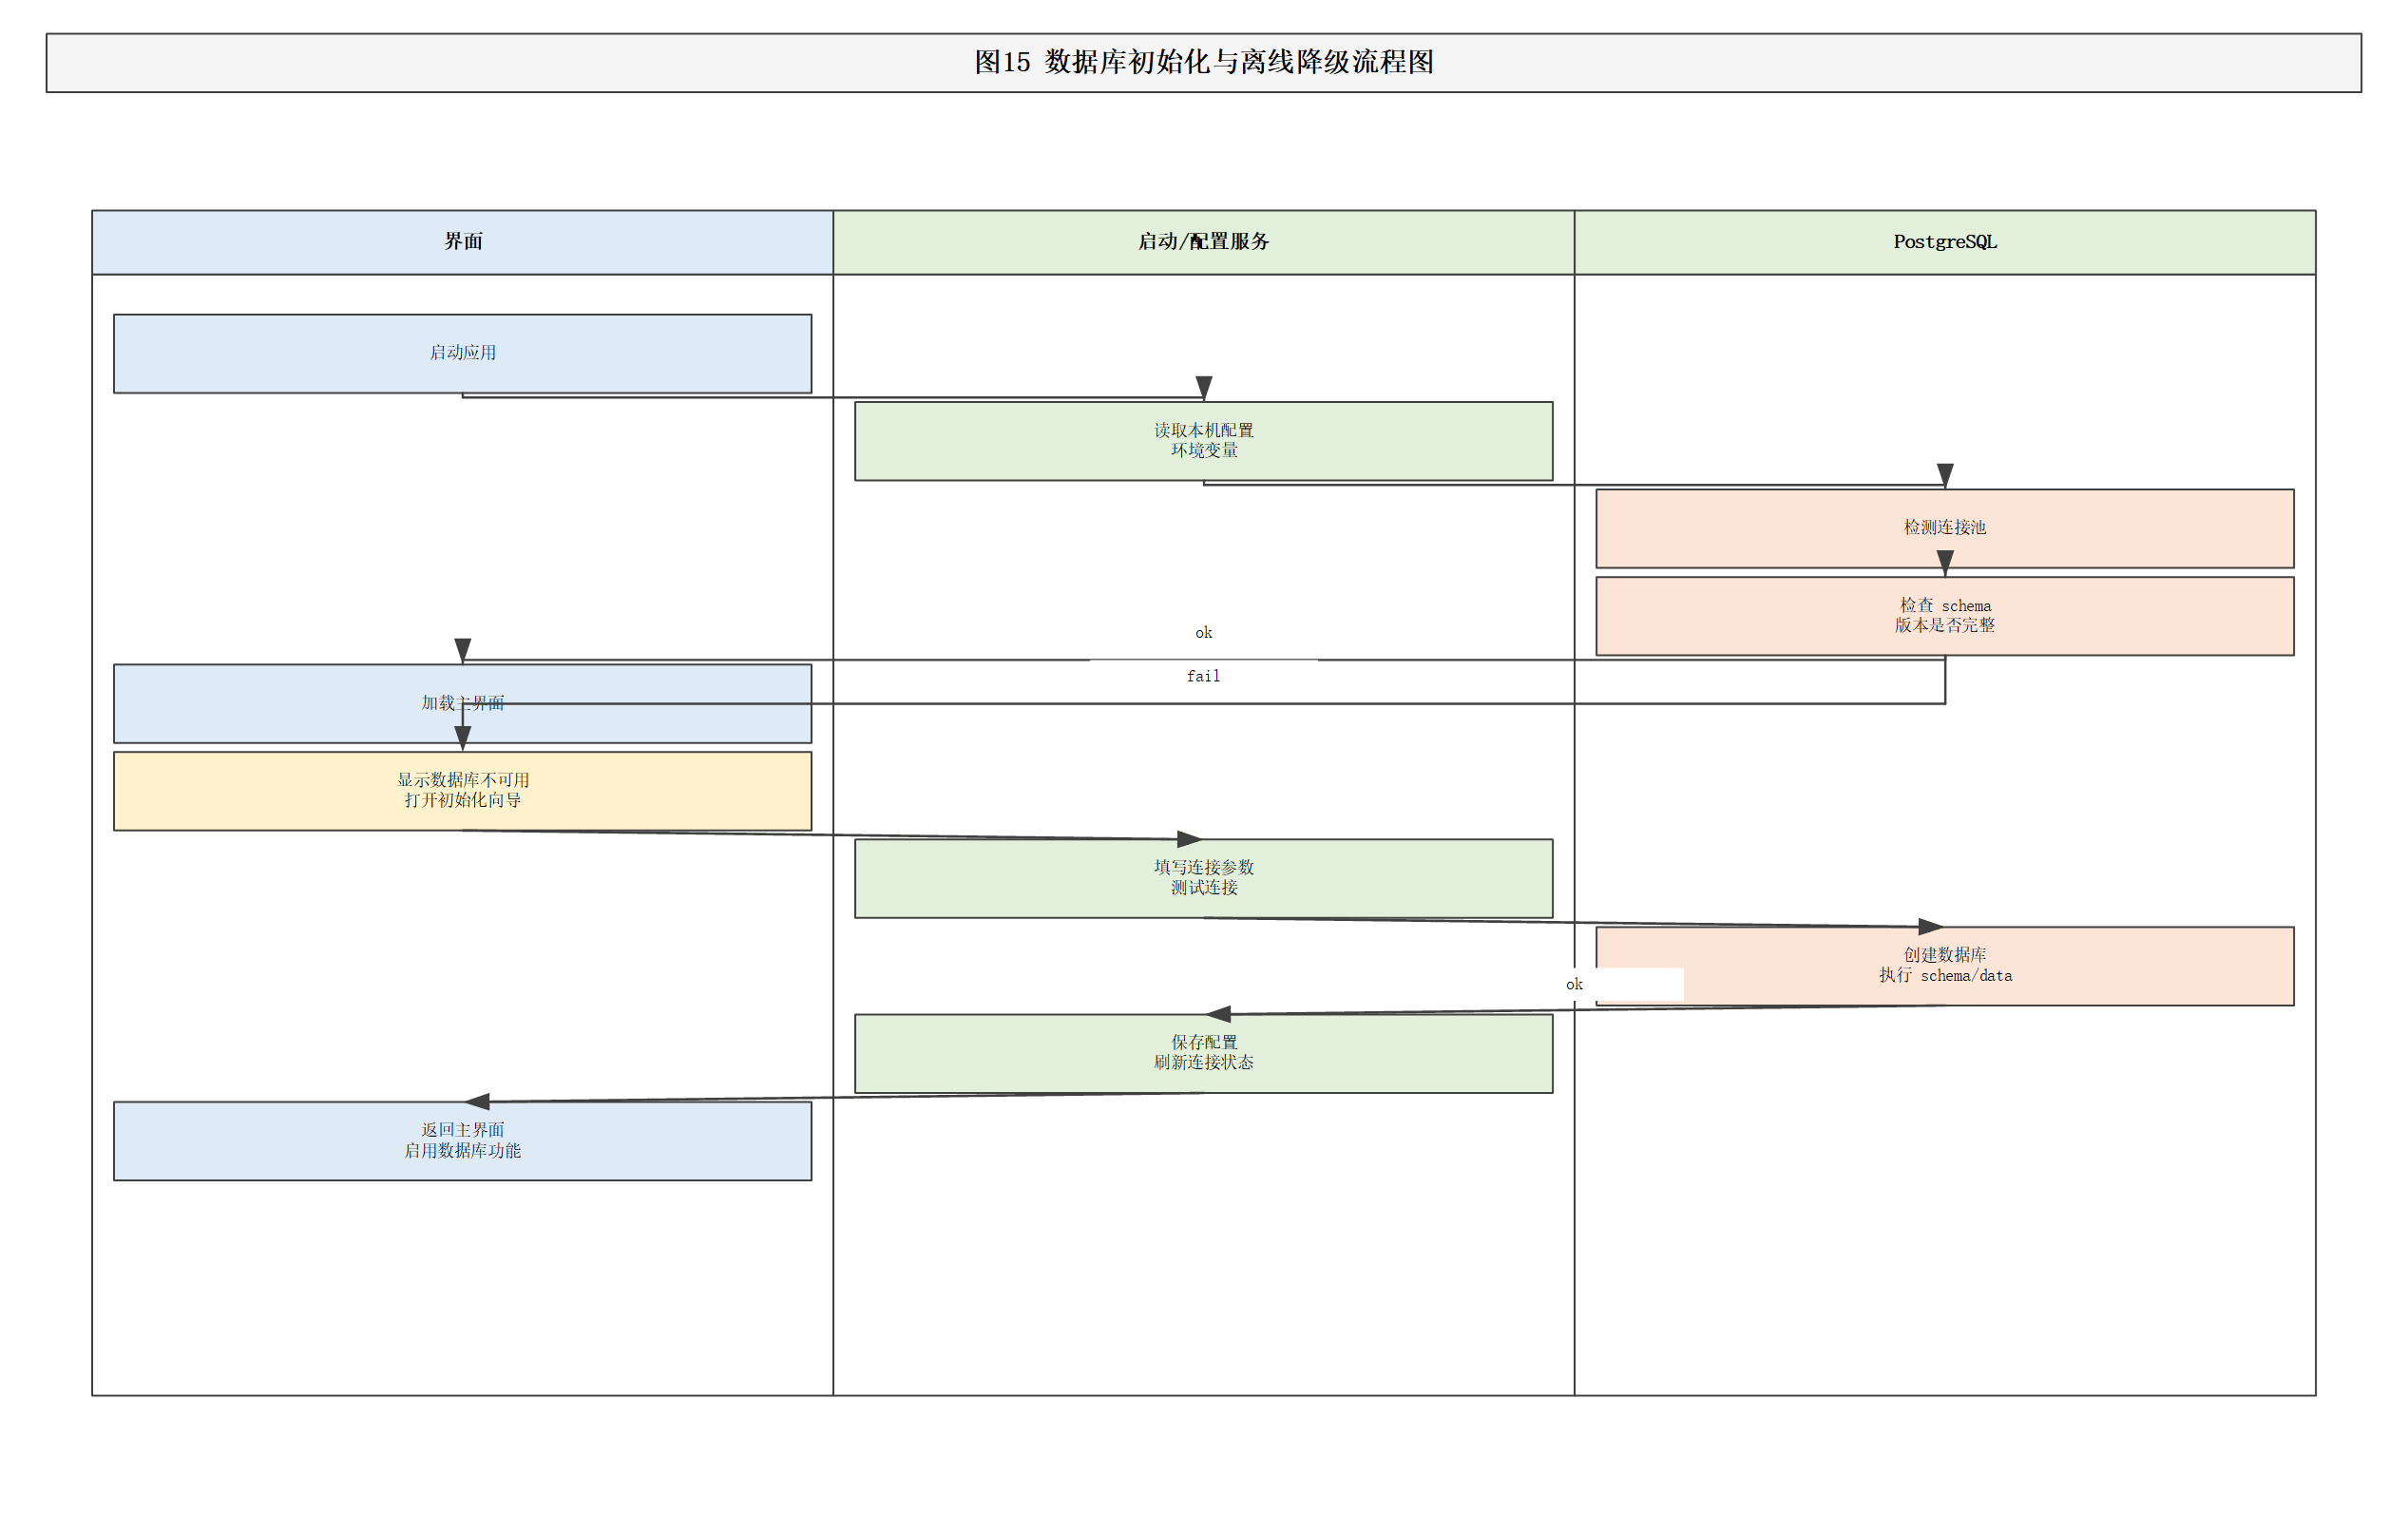 图15 数据库初始化与离线降级流程图
界面
启动/配置服务
PostgreSQL
启动应用
读取本机配置
环境变量
检测连接池
检查 schema
版本是否完整
ok
fail
加载主界面
显示数据库不可用
打开初始化向导
填写连接参数
测试连接
创建数据库
执行 schema/data
ok
保存配置
刷新连接状态
返回主界面
启用数据库功能